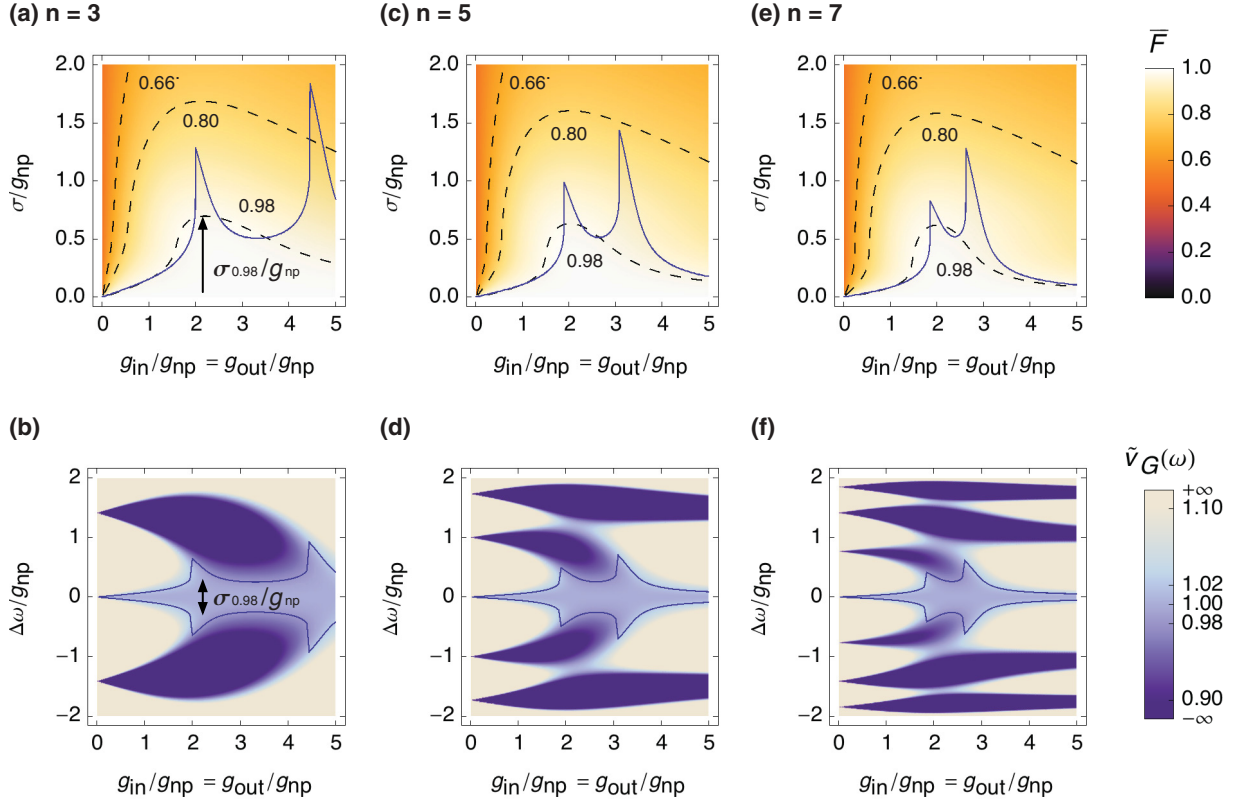 (a) n = 3
(c) n = 5
(e) n = 7
F̅
2.0
1.5
1.0
0.5
0.0
σ/gnp
0.66
0.80
0.98
σ0.98/gnp
0 1 2 3 4 5
gin/gnp = gout/gnp
2.0
1.5
1.0
0.5
0.0
σ/gnp
0.80
0.98
0 1 2 3 4 5
gin/gnp = gout/gnp
2.0
1.5
1.0
0.5
0.0
σ/gnp
0.66
0.80
0.98
0 1 2 3 4 5
gin/gnp = gout/gnp
1.0
0.8
0.6
0.4
0.2
0.0
(b)
(d)
(f)
ṽG(ω)
2
1
0
−1
−2
Δω/gnp
σ0.98/gnp
0 1 2 3 4 5
gin/gnp = gout/gnp
2
1
0
−1
−2
Δω/gnp
0 1 2 3 4 5
gin/gnp = gout/gnp
2
1
0
−1
−2
Δω/gnp
0 1 2 3 4 5
gin/gnp = gout/gnp
+∞
1.10
1.02
1.00
0.98
0.90
−∞